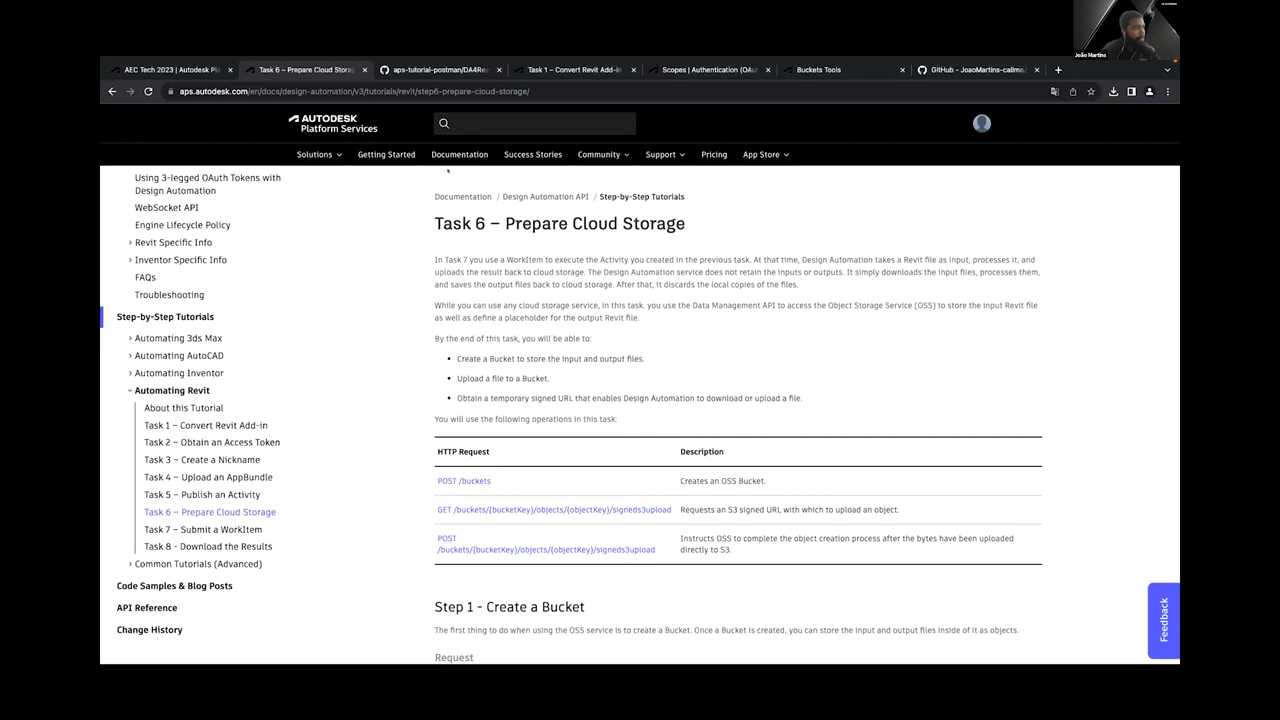 João Martins
AEC Tech 2023 | Autodesk Pl
Task 6 – Prepare Cloud Storag
aps-tutorial-postman/DA4Rev
Task 1 – Convert Revit Add-in
Scopes | Authentication (OAu
Buckets Tools
GitHub - JoaoMartins-callme
aps.autodesk.com/en/docs/design-automation/v3/tutorials/revit/step6-prepare-cloud-storage/
AUTODESK
Platform Services
Solutions
Getting Started
Documentation
Success Stories
Community
Support
Pricing
App Store
Using 3-legged OAuth Tokens with
Design Automation
WebSocket API
Engine Lifecycle Policy
Revit Specific Info
Inventor Specific Info
FAQs
Troubleshooting
Step-by-Step Tutorials
Automating 3ds Max
Automating AutoCAD
Automating Inventor
Automating Revit
About this Tutorial
Task 1 – Convert Revit Add-in
Task 2 – Obtain an Access Token
Task 3 – Create a Nickname
Task 4 – Upload an AppBundle
Task 5 – Publish an Activity
Task 6 – Prepare Cloud Storage
Task 7 – Submit a WorkItem
Task 8 - Download the Results
Common Tutorials (Advanced)
Code Samples & Blog Posts
API Reference
Change History
Documentation / Design Automation API / Step-by-Step Tutorials
Task 6 – Prepare Cloud Storage
In Task 7 you use a WorkItem to execute the Activity you created in the previous task. At that time, Design Automation takes a Revit file as input, processes it, and
uploads the result back to cloud storage. The Design Automation service does not retain the inputs or outputs. It simply downloads the input files, processes them,
and saves the output files back to cloud storage. After that, it discards the local copies of the files.
While you can use any cloud storage service, in this task. you use the Data Management API to access the Object Storage Service (OSS) to store the input Revit file
as well as define a placeholder for the output Revit file.
By the end of this task, you will be able to:
• Create a Bucket to store the input and output files.
• Upload a file to a Bucket.
• Obtain a temporary signed URL that enables Design Automation to download or upload a file.
You will use the following operations in this task:
HTTP Request Description
POST /buckets Creates an OSS Bucket.
GET /buckets/{bucketKey}/objects/{objectKey}/signeds3upload Requests an S3 signed URL with which to upload an object.
POST
/buckets/{bucketKey}/objects/{objectKey}/signeds3upload
Instructs OSS to complete the object creation process after the bytes have been uploaded
directly to S3.
Step 1 - Create a Bucket
The first thing to do when using the OSS service is to create a Bucket. Once a Bucket is created, you can store the input and output files inside of it as objects.
Request
Feedback